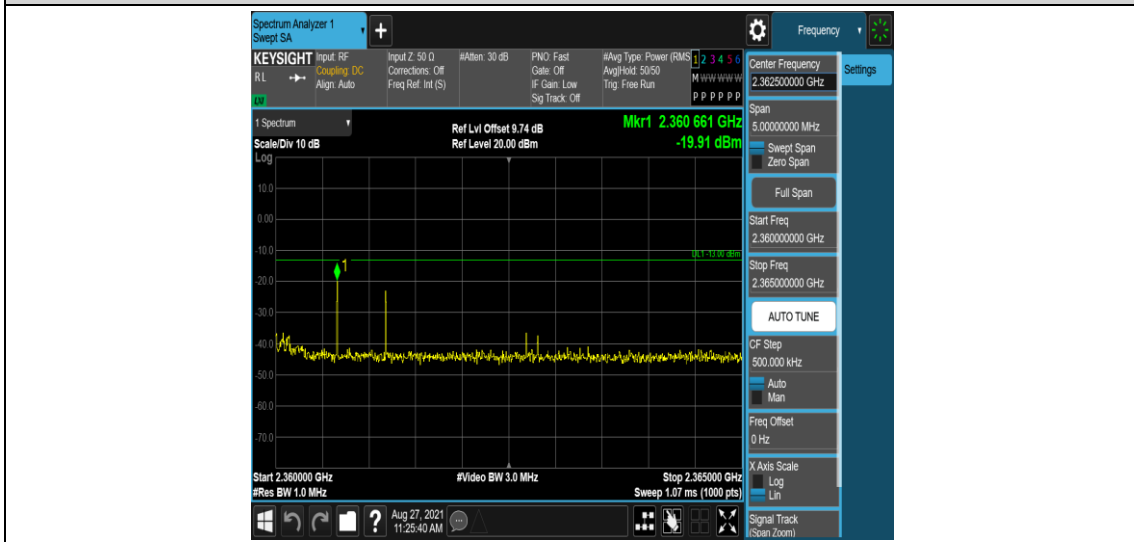 Spectrum Analyzer 1
Swept SA
+
Frequency
KEYSIGHT
RL
Input: RF
Coupling: DC
Align: Auto
Input Z: 50 Ω
Corrections: Off
Freq Ref: Int (S)
#Atten: 30 dB
PNO: Fast
Gate: Off
IF Gain: Low
Sig Track: Off
#Avg Type: Power (RMS
Avg|Hold: 50/50
Trig: Free Run
1 2 3 4 5 6
M W W W W W
P P P P P P
1 Spectrum
Scale/Div 10 dB
Log
Ref Lvl Offset 9.74 dB
Ref Level 20.00 dBm
Mkr1 2.360 661 GHz
-19.91 dBm
10.0
0.00
-10.0
-20.0
-30.0
-40.0
-50.0
-60.0
-70.0
DL1 -13.00 dBm
1
Start 2.360000 GHz
#Res BW 1.0 MHz
#Video BW 3.0 MHz
Stop 2.365000 GHz
Sweep 1.07 ms (1000 pts)
?
Aug 27, 2021
11:25:40 AM
Center Frequency
2.362500000 GHz
Settings
Span
5.00000000 MHz
Swept Span
Zero Span
Full Span
Start Freq
2.360000000 GHz
Stop Freq
2.365000000 GHz
AUTO TUNE
CF Step
500.000 kHz
Auto
Man
Freq Offset
0 Hz
X Axis Scale
Log
Lin
Signal Track
(Span Zoom)